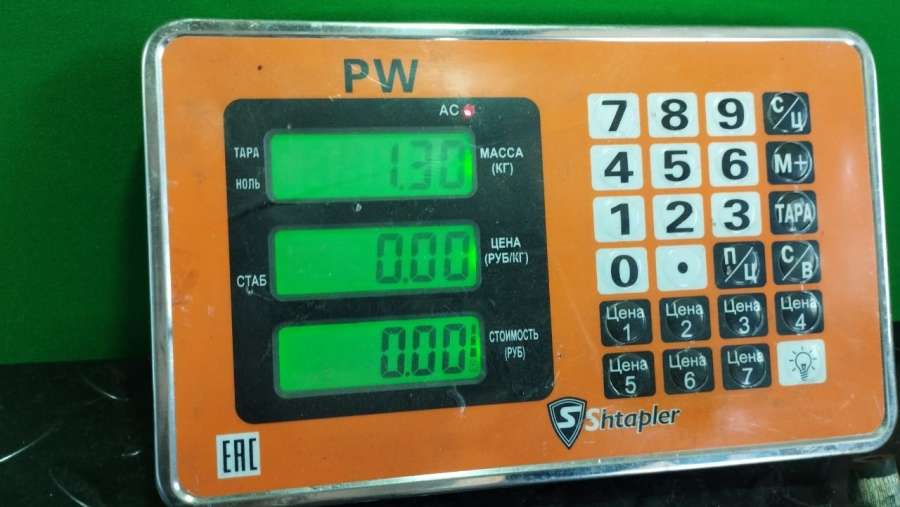 PW
AC
ТАРА
НОЛЬ
1.30
МАССА
(КГ)
СТАБ
0.00
ЦЕНА
(РУБ/КГ)
0.00
СТОИМОСТЬ
(РУБ)
7 8 9 С/Ц
4 5 6 М+
1 2 3 ТАРА
0 . П/Ц С/В
Цена 1 Цена 2 Цена 3 Цена 4
Цена 5 Цена 6 Цена 7
S Shtapler
EAC